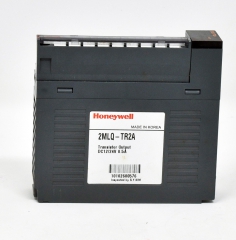 Honeywell
MADE IN KOREA
2MLQ-TR2A
Transistor Output
DC12/24V 0.5A